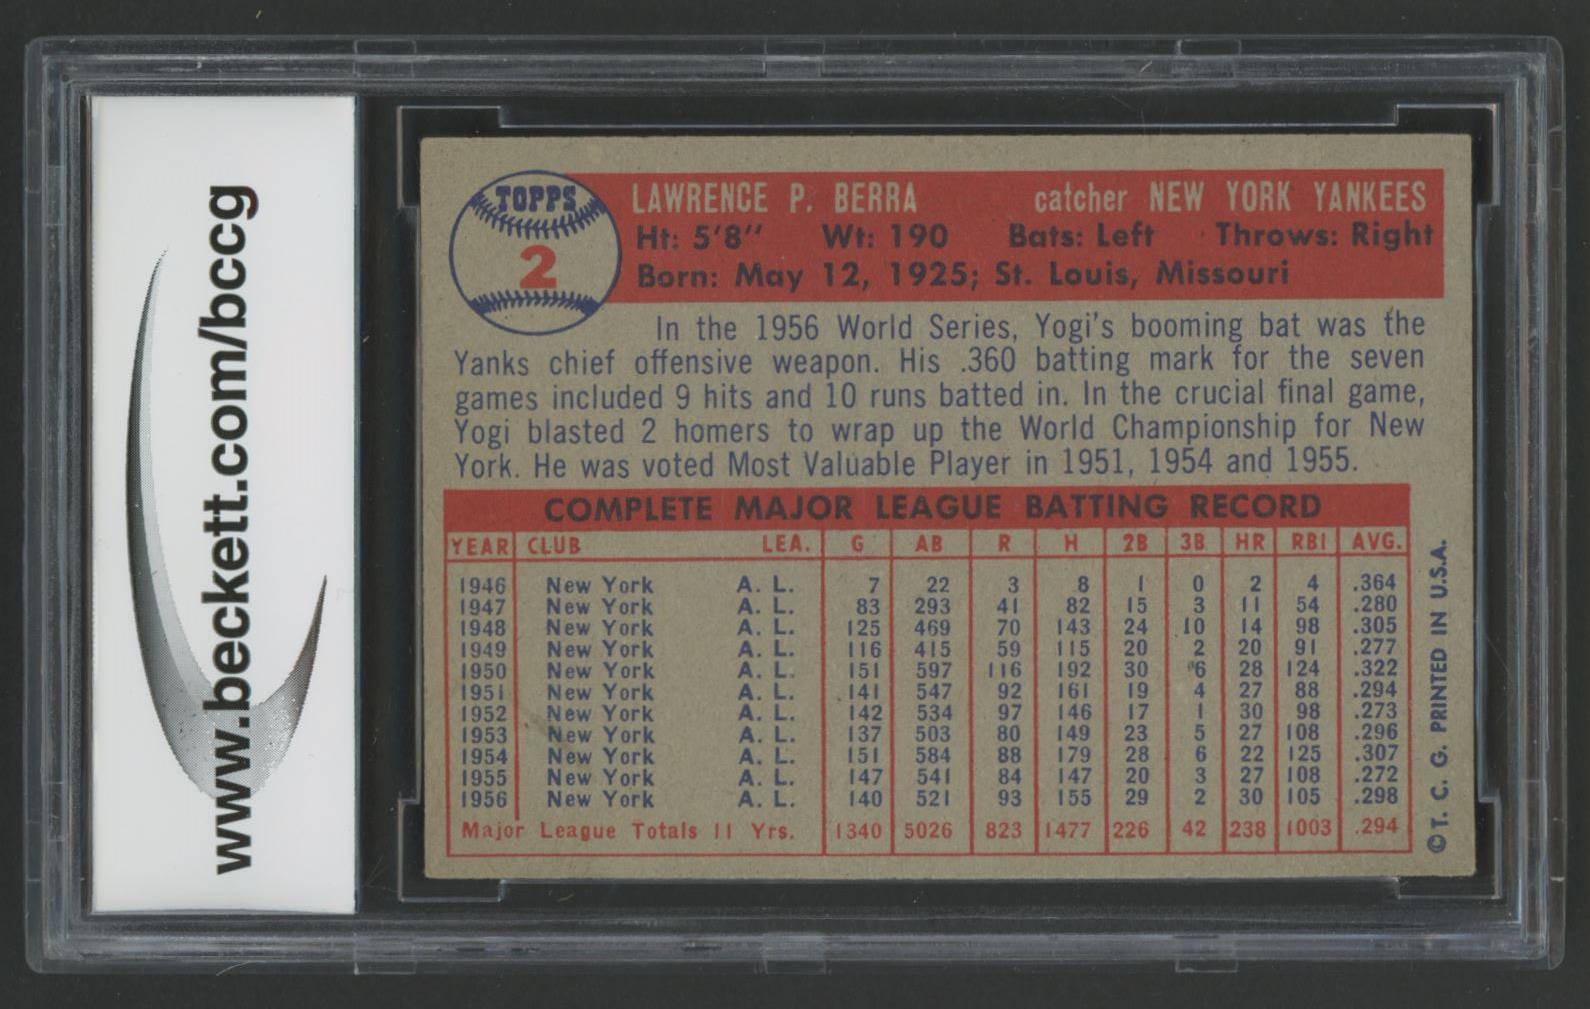 www.beckett.com/bccg
TOPPS
2
LAWRENCE P. BERRA catcher NEW YORK YANKEES
Ht: 5'8" Wt: 190 Bats: Left Throws: Right
Born: May 12, 1925; St. Louis, Missouri
In the 1956 World Series, Yogi's booming bat was the
Yanks chief offensive weapon. His .360 batting mark for the seven
games included 9 hits and 10 runs batted in. In the crucial final game,
Yogi blasted 2 homers to wrap up the World Championship for New
York. He was voted Most Valuable Player in 1951, 1954 and 1955.
COMPLETE MAJOR LEAGUE BATTING RECORD
YEAR CLUB LEA. G AB R H 2B 3B HR RBI AVG.
1946 New York A. L. 7 22 3 8 1 0 2 4 .364
1947 New York A. L. 83 293 41 82 15 3 11 54 .280
1948 New York A. L. 125 469 70 143 24 10 14 98 .305
1949 New York A. L. 116 415 59 115 20 2 20 91 .277
1950 New York A. L. 151 597 116 192 30 6 28 124 .322
1951 New York A. L. 141 547 92 161 19 4 27 88 .294
1952 New York A. L. 142 534 97 146 17 1 30 98 .273
1953 New York A. L. 137 503 80 149 23 5 27 108 .296
1954 New York A. L. 151 584 88 179 28 6 22 125 .307
1955 New York A. L. 147 541 84 147 20 3 27 108 .272
1956 New York A. L. 140 521 93 155 29 2 30 105 .298
Major League Totals 11 Yrs. 1340 5026 823 1477 226 42 238 1003 .294
©T. C. G. PRINTED IN U.S.A.